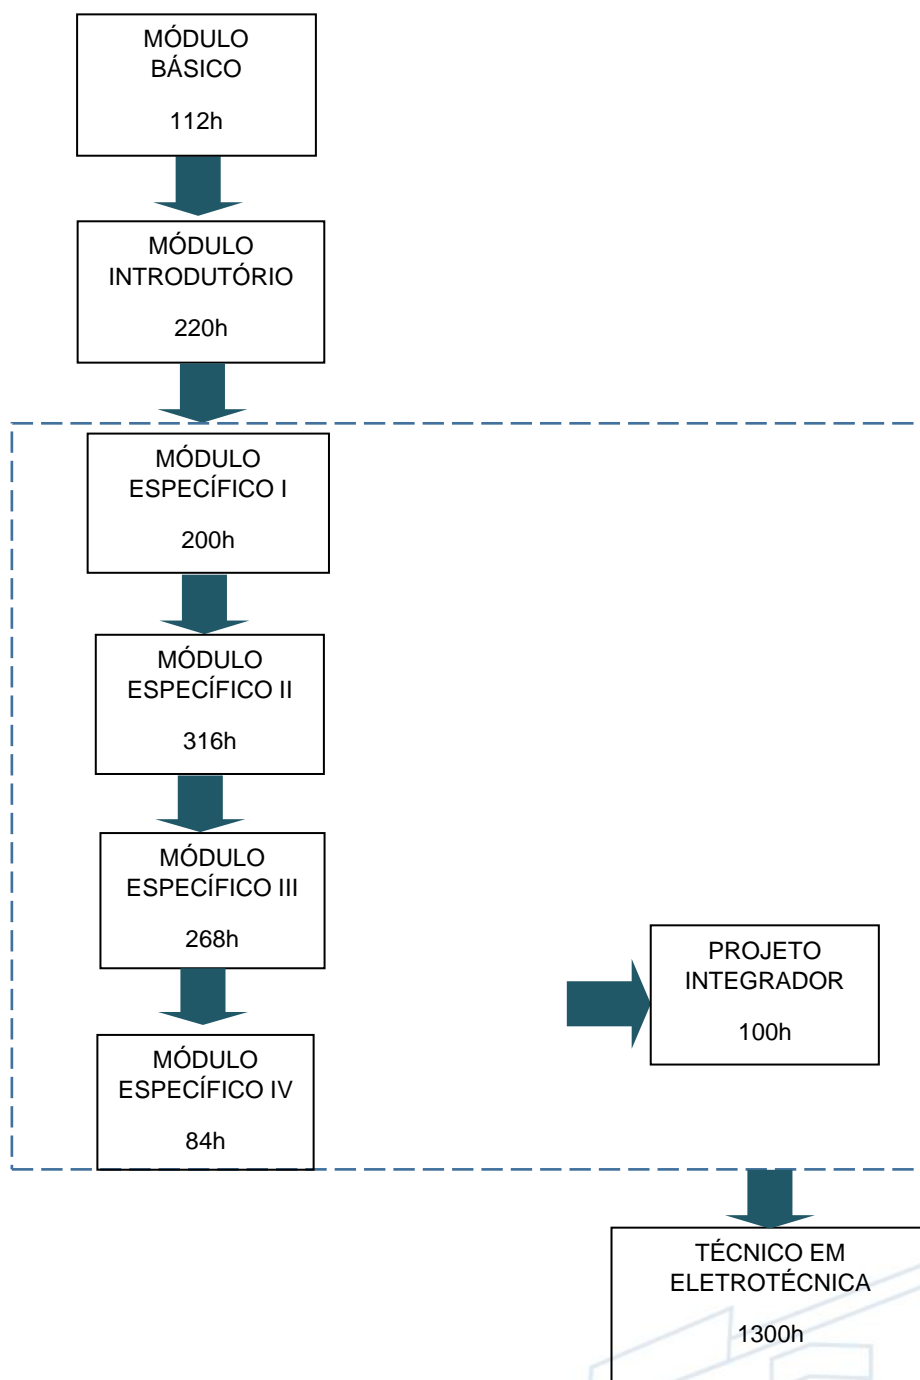 MÓDULO
BÁSICO
112h
MÓDULO
INTRODUTÓRIO
220h
MÓDULO
ESPECÍFICO I
200h
MÓDULO
ESPECÍFICO II
316h
MÓDULO
ESPECÍFICO III
268h
MÓDULO
ESPECÍFICO IV
84h
PROJETO
INTEGRADOR
100h
TÉCNICO EM
ELETROTÉCNICA
1300h